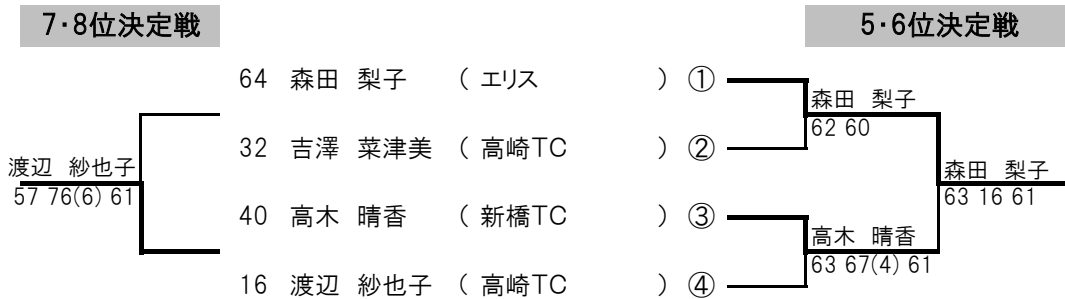 7・8位決定戦 5・6位決定戦
64 森田 梨子 ( エリス ) ①
森田 梨子
62 60
32 吉澤 菜津美 ( 高崎TC ) ②
渡辺 紗也子
57 76(6) 61
森田 梨子
63 16 61
40 高木 晴香 ( 新橋TC ) ③
高木 晴香
63 67(4) 61
16 渡辺 紗也子 ( 高崎TC ) ④